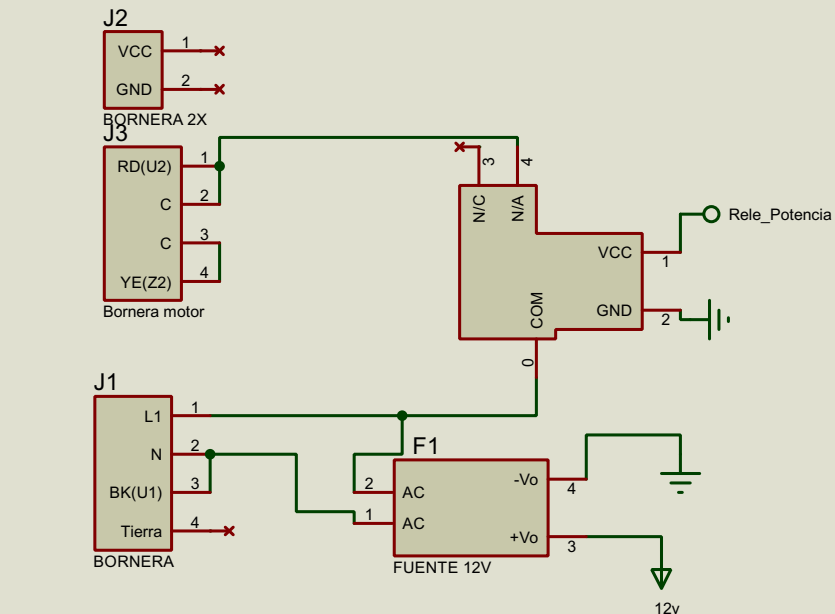 J2
VCC 1
GND 2
BORNERA 2X
J3
RD(U2) 1
C 2
C 3
YE(Z2) 4
Bornera motor
3 4
N/C N/A
Rele_Potencia
VCC 1
GND 2
COM
0
J1
L1 1
N 2
BK(U1) 3
Tierra 4
BORNERA
F1
2 AC
1 AC
-Vo 4
+Vo 3
FUENTE 12V
12v